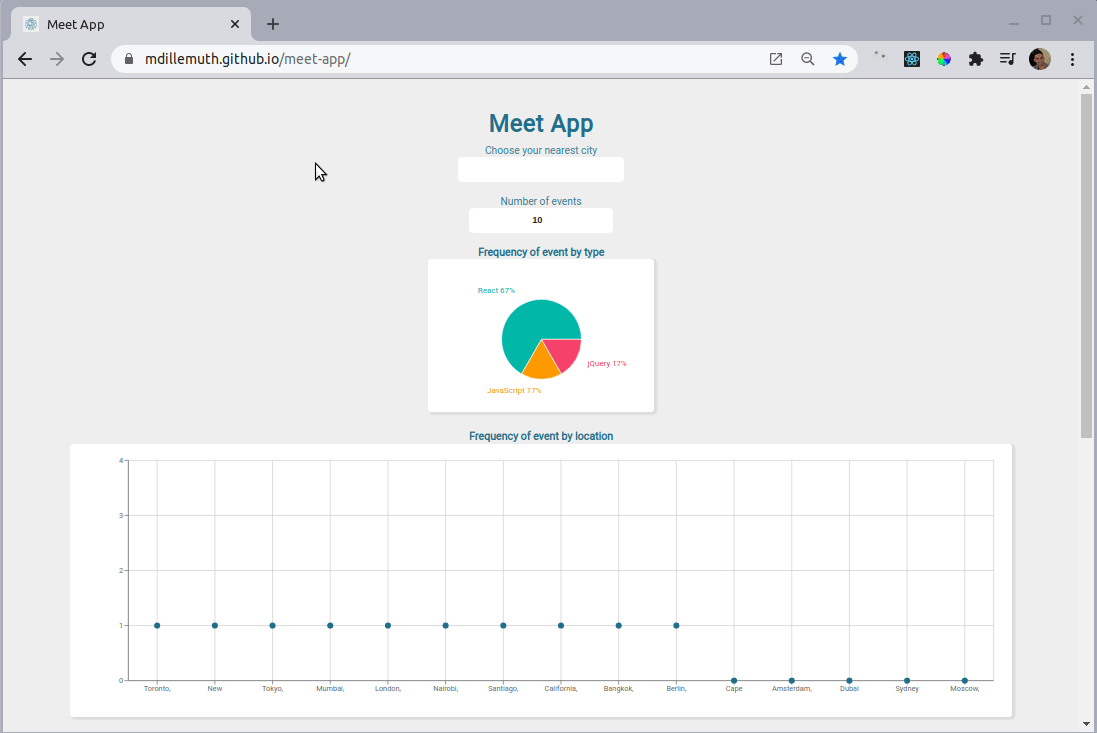 Meet App
mdillemuth.github.io/meet-app/
Meet App
Choose your nearest city
Number of events
10
Frequency of event by type
React 67%
jQuery 17%
JavaScript 17%
Frequency of event by location
4
3
2
1
0
Toronto, New Tokyo, Mumbai, London, Nairobi, Santiago, California, Bangkok, Berlin, Cape Amsterdam, Dubai Sydney Moscow,